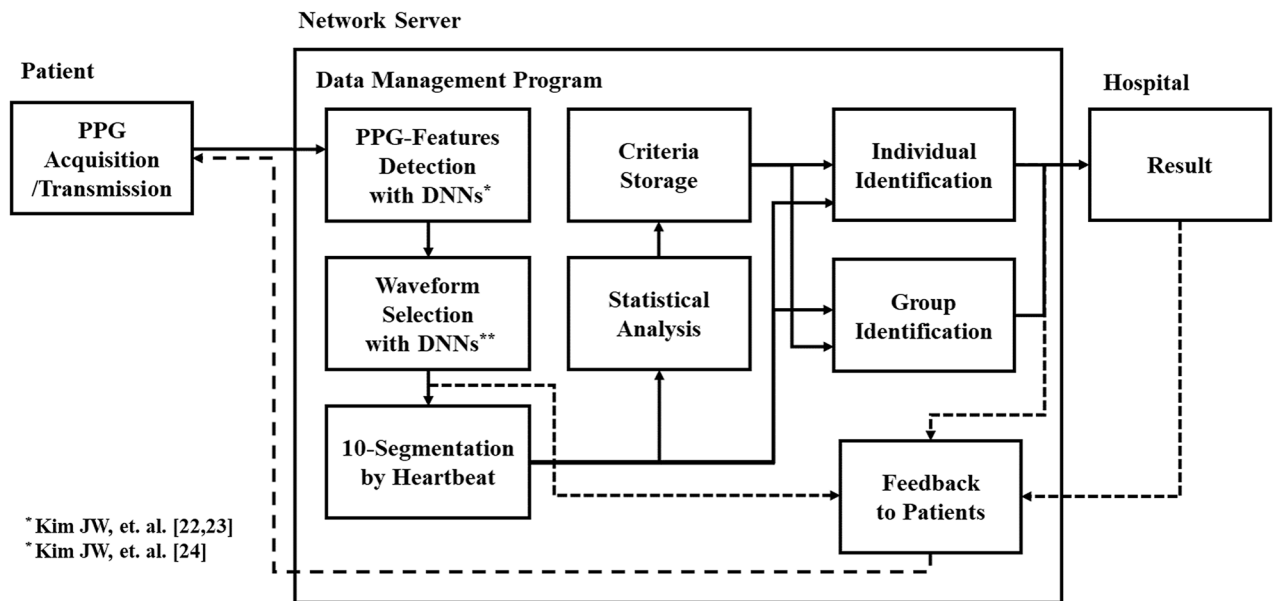 Network Server
Patient
Data Management Program
Hospital
PPG
Acquisition
/Transmission
PPG-Features
Detection
with DNNs*
Criteria
Storage
Individual
Identification
Result
Waveform
Selection
with DNNs**
Statistical
Analysis
Group
Identification
10-Segmentation
by Heartbeat
Feedback
to Patients
*Kim JW, et. al. [22,23]
*Kim JW, et. al. [24]